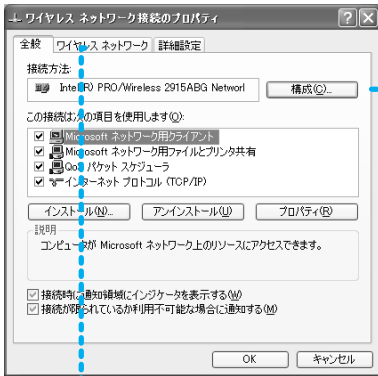 ワイヤレス ネットワーク接続のプロパティ
全般 ワイヤレス ネットワーク 詳細設定
接続方法:
Intel(R) PRO/Wireless 2915ABG Networl 構成(C)...
この接続は次の項目を使用します(O):
Microsoft ネットワーク用クライアント
Microsoft ネットワーク用ファイルとプリンタ共有
QoS パケット スケジューラ
インターネット プロトコル (TCP/IP)
インストール(N)... アンインストール(U) プロパティ(R)
説明
コンピュータが Microsoft ネットワーク上のリソースにアクセスできます。
接続時に通知領域にインジケータを表示する(W)
接続が限られているか利用不可能な場合に通知する(M)
OK キャンセル